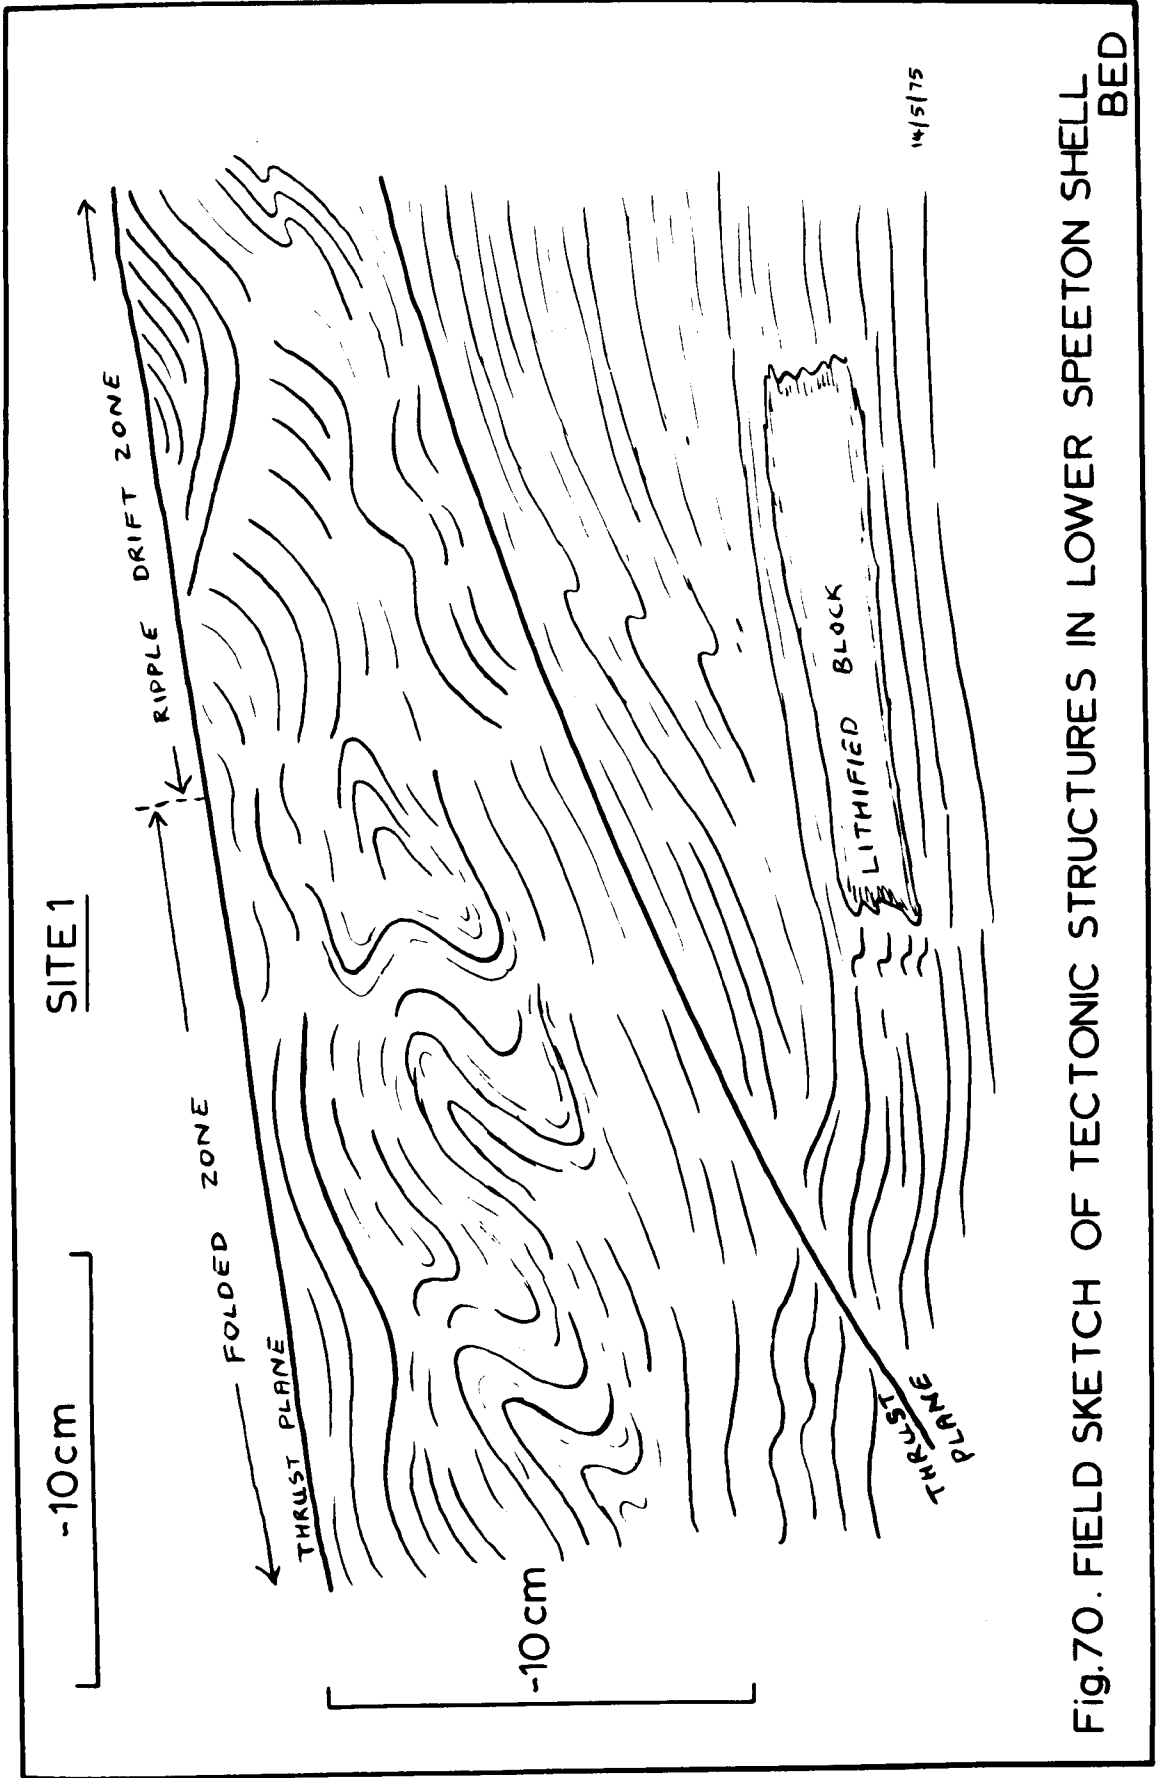 SITE 1
-10cm
FOLDED ZONE
RIPPLE DRIFT ZONE
THRUST PLANE
-10cm
LITHIFIED BLOCK
THRUST
PLANE
14/5/75
Fig.70. FIELD SKETCH OF TECTONIC STRUCTURES IN LOWER SPEETON SHELL
BED